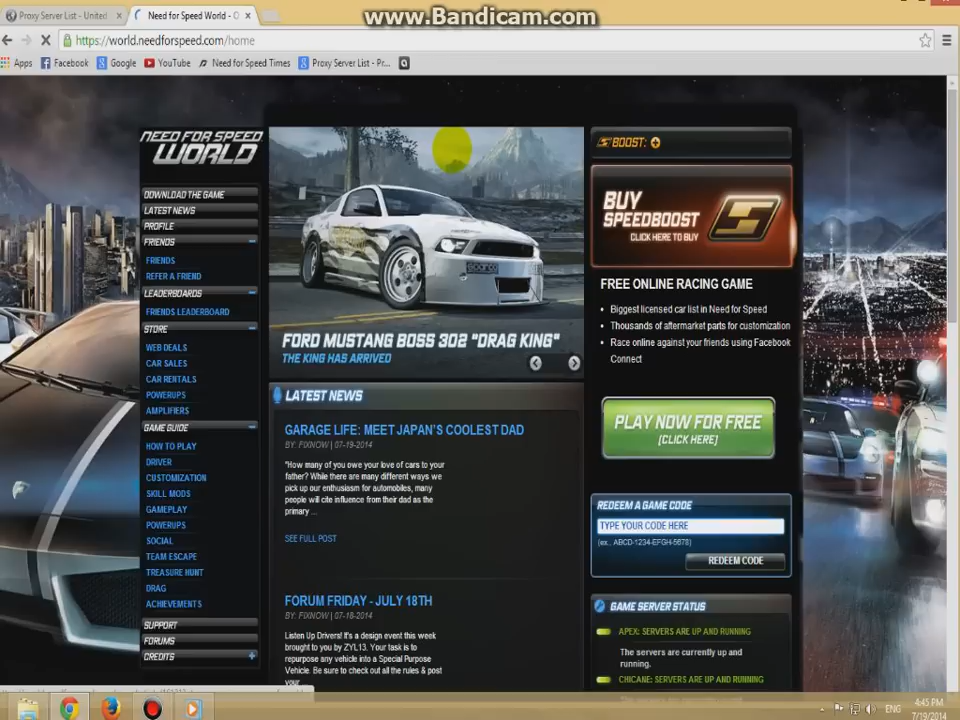 www.Bandicam.com
Proxy Server List - United
Need for Speed World - O
https://world.needforspeed.com/home
Apps
Facebook
Google
YouTube
Need for Speed Times
Proxy Server List - Pr...
NEED FOR SPEED
WORLD
DOWNLOAD THE GAME
LATEST NEWS
PROFILE
FRIENDS
FRIENDS
REFER A FRIEND
LEADERBOARDS
FRIENDS LEADERBOARD
STORE
WEB DEALS
CAR SALES
CAR RENTALS
POWERUPS
AMPLIFIERS
GAME GUIDE
HOW TO PLAY
DRIVER
CUSTOMIZATION
SKILL MODS
GAMEPLAY
POWERUPS
SOCIAL
TEAM ESCAPE
TREASURE HUNT
DRAG
ACHIEVEMENTS
SUPPORT
FORUMS
CREDITS
FORD MUSTANG BOSS 302 "DRAG KING"
THE KING HAS ARRIVED
LATEST NEWS
GARAGE LIFE: MEET JAPAN'S COOLEST DAD
BY: FIXNOW | 07-19-2014
"How many of you owe your love of cars to your
father? While there are many different ways we
pick up our enthusiasm for automobiles, many
people will cite influence from their dad as the
primary ...
SEE FULL POST
FORUM FRIDAY - JULY 18TH
BY: FIXNOW | 07-18-2014
Listen Up Drivers! It's a design event this week
brought to you by ZYL13. Your task is to
repurpose any vehicle into a Special Purpose
Vehicle. Be sure to check out all the rules & post
your
BOOST:
BUY
SPEEDBOOST
CLICK HERE TO BUY
FREE ONLINE RACING GAME
Biggest licensed car list in Need for Speed
Thousands of aftermarket parts for customization
Race online against your friends using Facebook
Connect
PLAY NOW FOR FREE
(CLICK HERE)
REDEEM A GAME CODE
TYPE YOUR CODE HERE
(ex., ABCD-1234-EFGH-5678)
REDEEM CODE
GAME SERVER STATUS
APEX: SERVERS ARE UP AND RUNNING
The servers are currently up and
running.
CHICANE: SERVERS ARE UP AND RUNNING
ENG
4:45 PM
7/19/2014